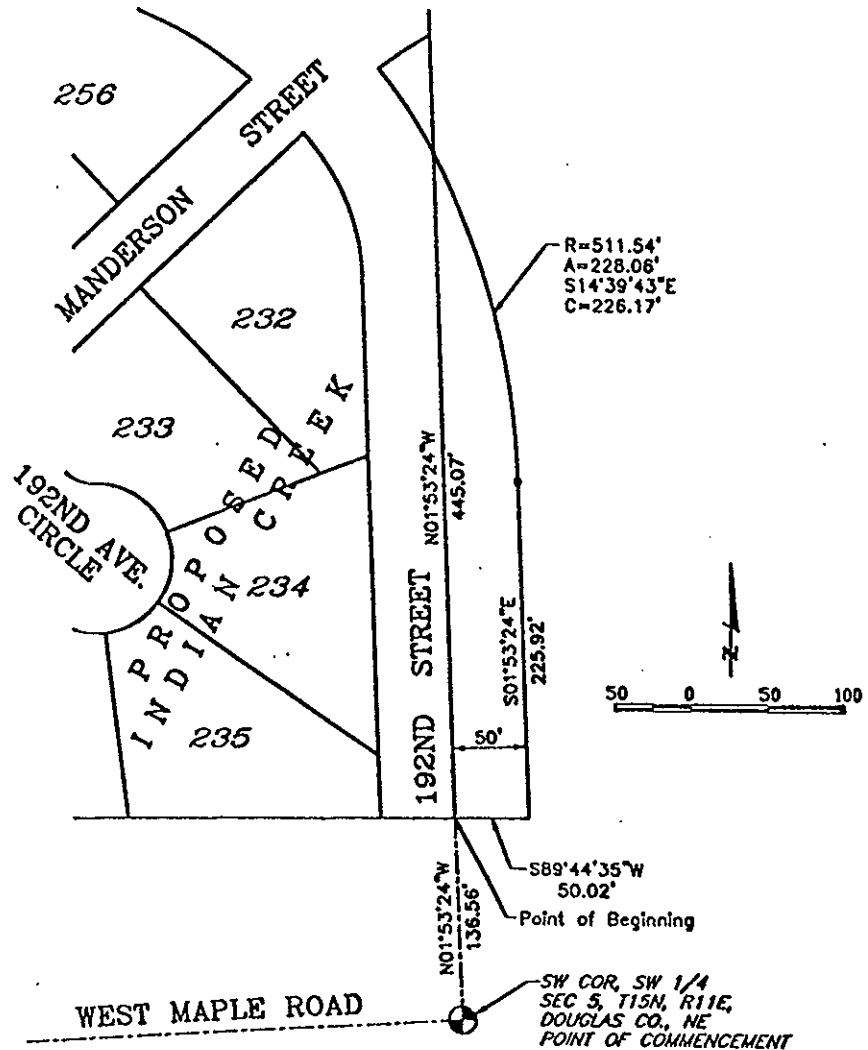 256
MANDERSON STREET
R=511.54'
A=228.06'
S14°39'43"E
C=226.17'
232
233
PROPOSED
INDIAN CREEK
192ND AVE.
CIRCLE
234
235
N01°53'24"W
445.07'
S01°53'24"E
225.92'
192ND STREET
50'
N
50 0 50 100
S89°44'35"W
50.02'
Point of Beginning
N01°53'24"W
136.56'
WEST MAPLE ROAD
SW COR, SW 1/4
SEC 5, T15N, R11E,
DOUGLAS CO., NE
POINT OF COMMENCEMENT